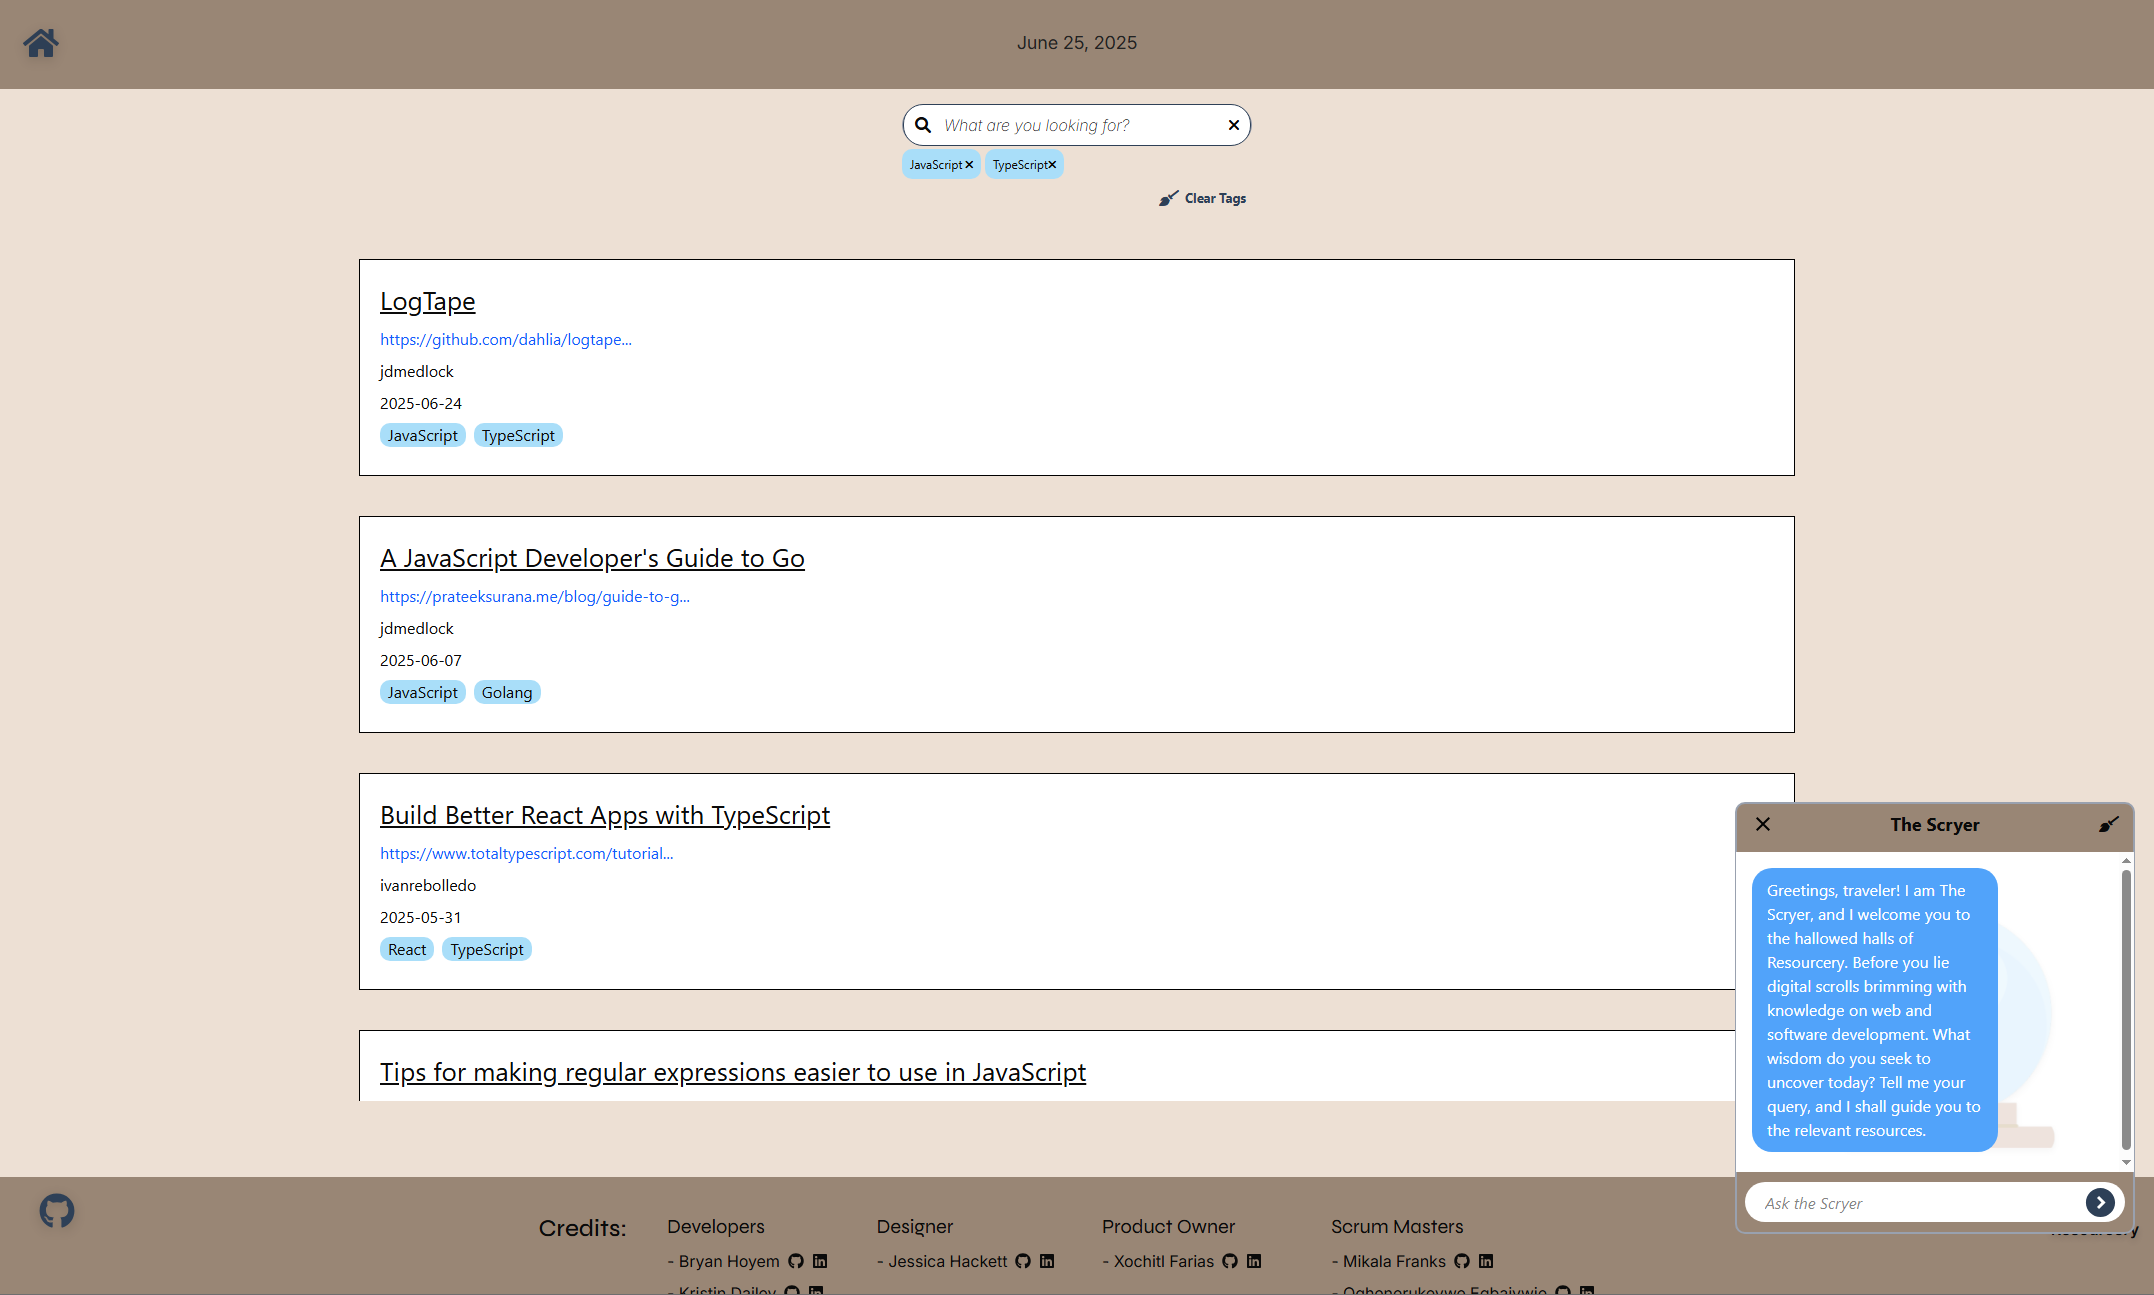 June 25, 2025
What are you looking for?
JavaScript TypeScript
Clear Tags
LogTape
https://github.com/dahlia/logtape...
jdmedlock
2025-06-24
JavaScript TypeScript
A JavaScript Developer's Guide to Go
https://prateeksurana.me/blog/guide-to-g...
jdmedlock
2025-06-07
JavaScript Golang
Build Better React Apps with TypeScript
https://www.totaltypescript.com/tutorial...
ivanrebolledo
2025-05-31
React TypeScript
Tips for making regular expressions easier to use in JavaScript
The Scryer
Greetings, traveler! I am The
Scryer, and I welcome you to
the hallowed halls of
Resourcery. Before you lie
digital scrolls brimming with
knowledge on web and
software development. What
wisdom do you seek to
uncover today? Tell me your
query, and I shall guide you to
the relevant resources.
Ask the Scryer
Credits:
Developers
- Bryan Hoyem
- Kristin Dailey
Designer
- Jessica Hackett
Product Owner
- Xochitl Farias
Scrum Masters
- Mikala Franks